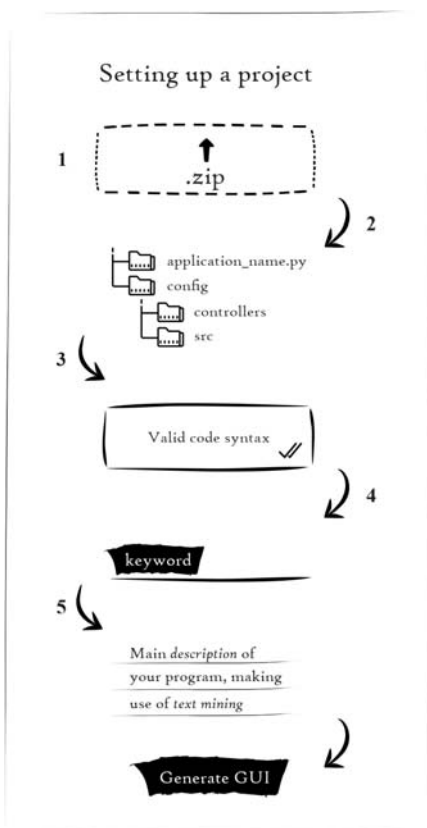 Setting up a project
1
.zip
2
application_name.py
config
controllers
src
3
Valid code syntax
4
keyword
5
Main description of
your program, making
use of text mining
Generate GUI